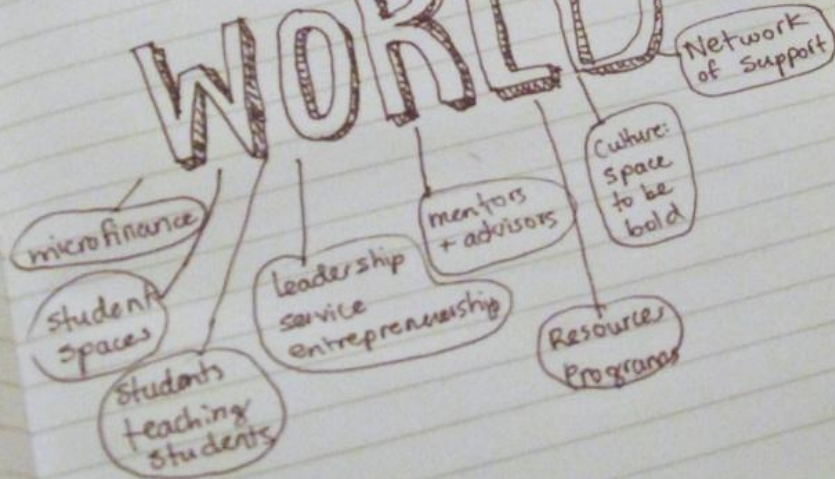 WORLD
Network
of support
Culture:
space
to be
bold
mentors
+ advisors
microfinance
leadership
service
entrepreneurship
student
spaces
Resources
Programs
students
teaching
students